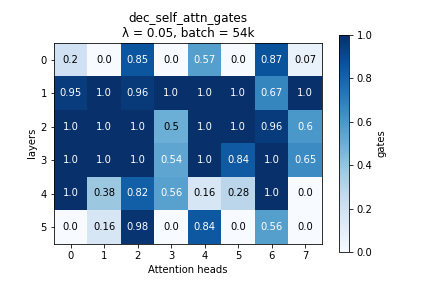 dec_self_attn_gates
λ = 0.05, batch = 54k
0 0.2 0.0 0.85 0.0 0.57 0.0 0.87 0.07
1 0.95 1.0 0.96 1.0 1.0 1.0 0.67 1.0
2 1.0 1.0 1.0 0.5 1.0 1.0 0.96 0.6
3 1.0 1.0 1.0 0.54 1.0 0.84 1.0 0.65
4 1.0 0.38 0.82 0.56 0.16 0.28 1.0 0.0
5 0.0 0.16 0.98 0.0 0.84 0.0 0.56 0.0
0 1 2 3 4 5 6 7
Attention heads
layers
1.0
0.8
0.6
0.4
0.2
0.0
gates